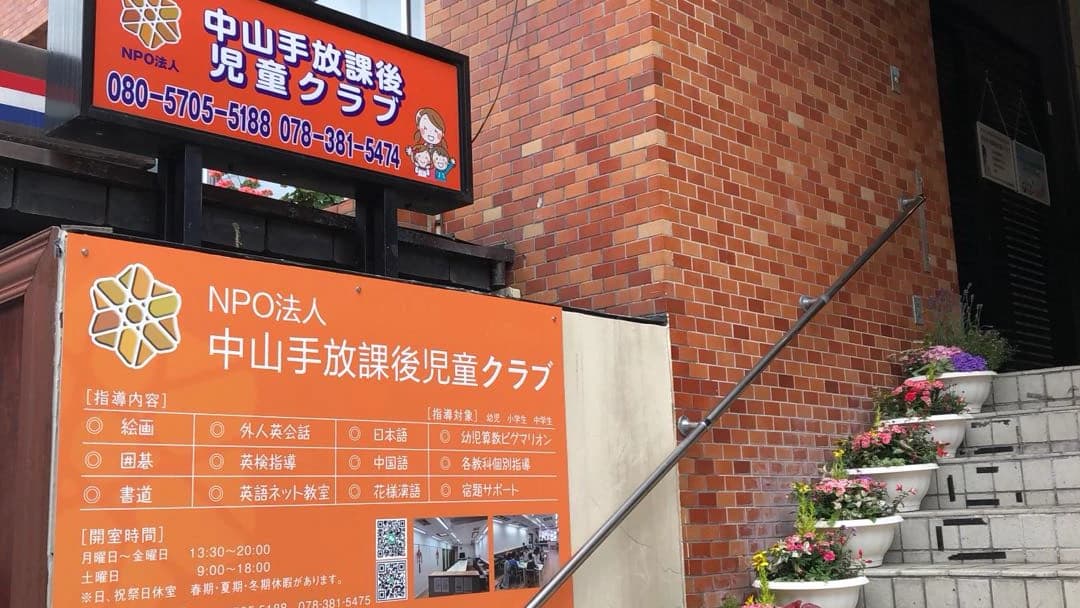 NPO法人
中山手放課後
児童クラブ
080-5705-5188 078-381-5474
NPO法人
中山手放課後児童クラブ
[指導内容]
[指導対象] 幼児 小学生 中学生
◎ 絵画 ◎ 外人英会話 ◎ 日本語 ◎ 幼児算数ピグマリオン
◎ 囲碁 ◎ 英検指導 ◎ 中国語 ◎ 各教科個別指導
◎ 書道 ◎ 英語ネット教室 ◎ 花様漢語 ◎ 宿題サポート
[開室時間]
月曜日~金曜日 13:30~20:00
土曜日 9:00~18:00
※日、祝祭日休室 春期・夏期・冬期休暇があります。
078-381-5475